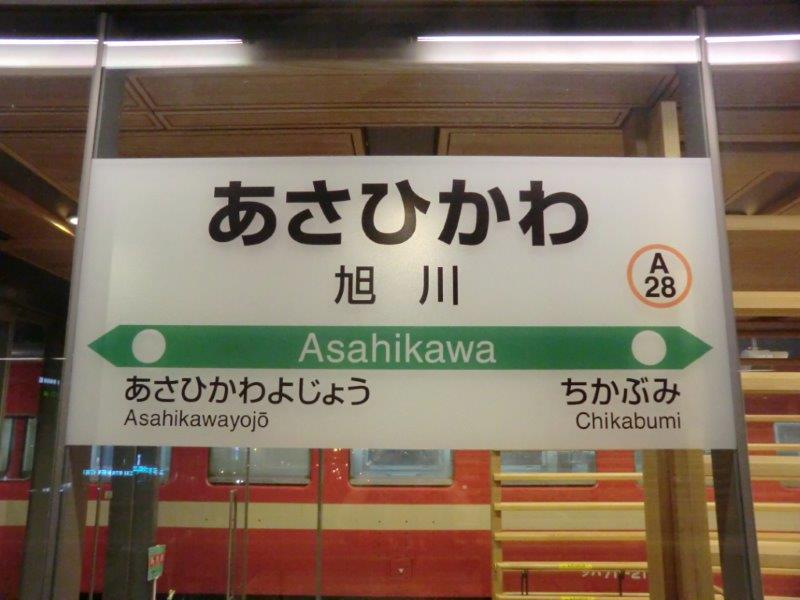 あさひかわ
旭川
A
28
Asahikawa
あさひかわよじょう
Asahikawayojō
ちかぶみ
Chikabumi